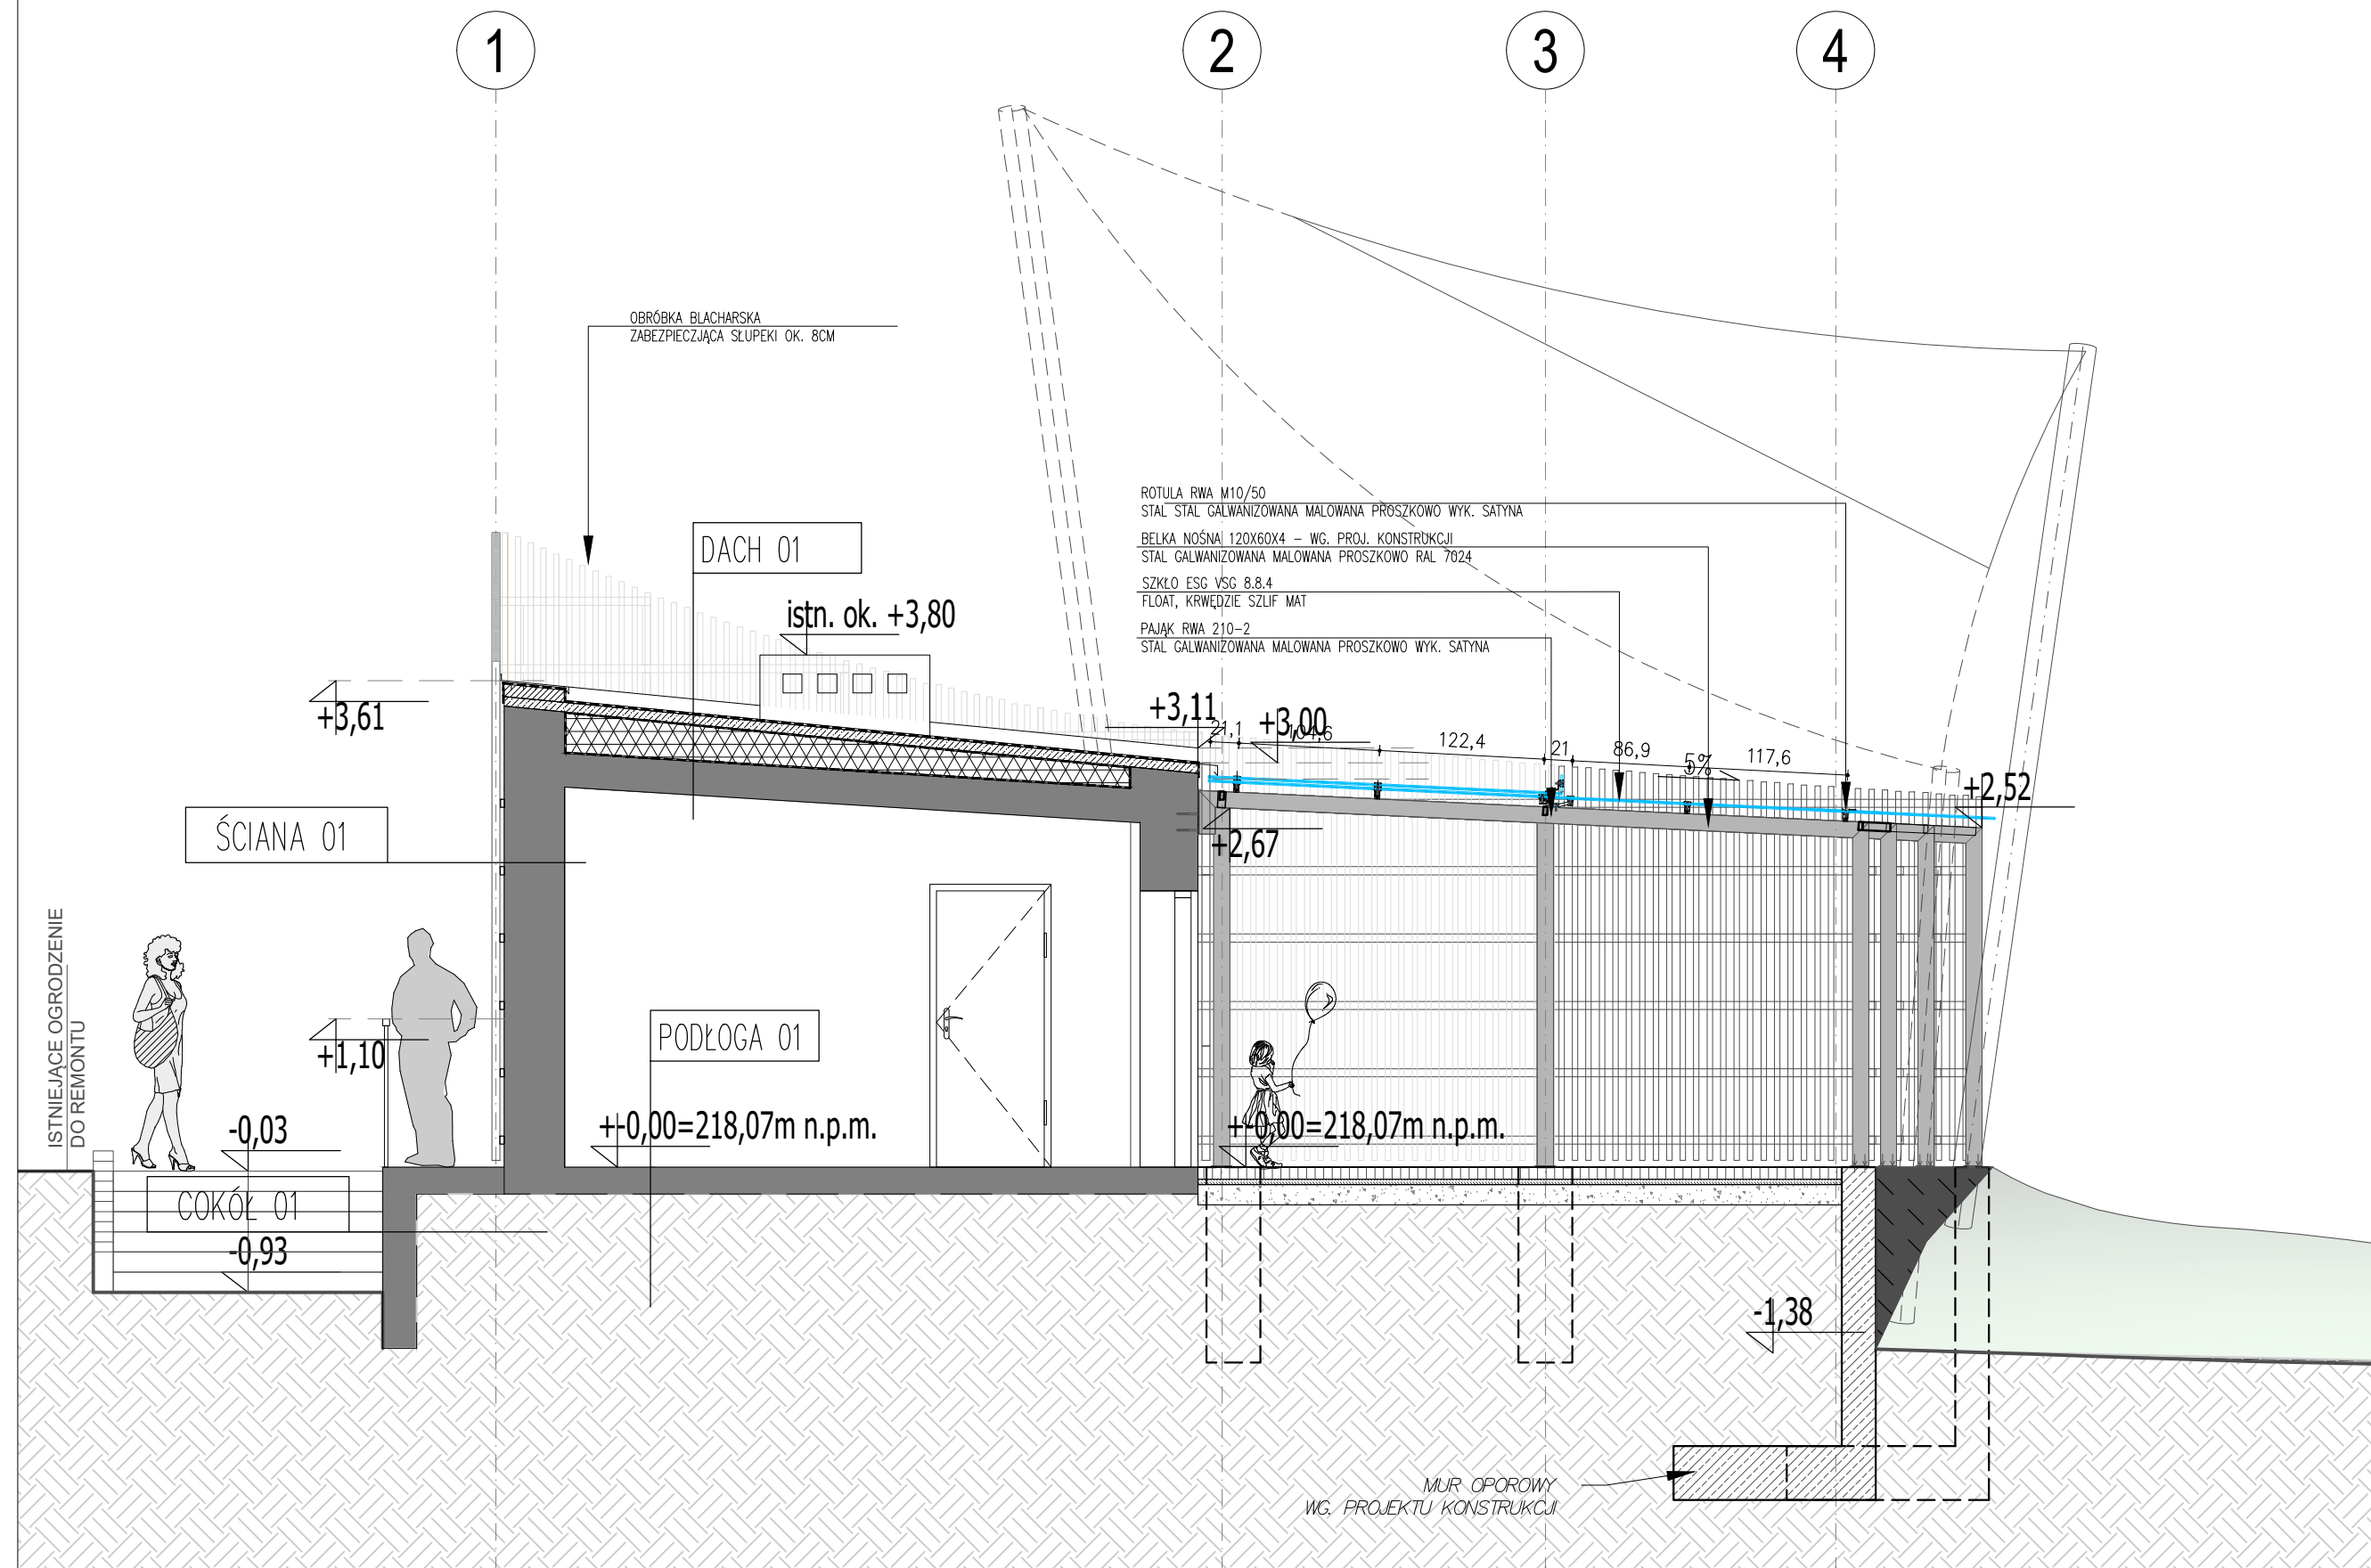 1
2
3
4
OBRÓBKA BLACHARSKA
ZABEZPIECZJĄCA SŁUPEKI OK. 8CM
ROTULA RWA M10/50
STAL STAL GALWANIZOWANA MALOWANA PROSZKOWO WYK. SATYNA
BELKA NOŚNA 120X60X4 – WG. PROJ. KONSTRUKCJI
STAL GALWANIZOWANA MALOWANA PROSZKOWO RAL 7024
SZKŁO ESG VSG 8.8.4
FLOAT, KRWĘDZIE SZLIF MAT
PAJĄK RWA 210-2
STAL GALWANIZOWANA MALOWANA PROSZKOWO WYK. SATYNA
DACH 01
istn. ok. +3,80
+3,61
+3,11
21,1
+3,00
104,6
122,4
21
86,9
5%
117,6
+2,52
+2,67
ŚCIANA 01
ISTNIEJĄCE OGRODZENIE
DO REMONTU
+1,10
PODŁOGA 01
-0,03
+-0,00=218,07m n.p.m.
+-0,00=218,07m n.p.m.
COKÓŁ 01
-0,93
-1,38
MUR OPOROWY
WG. PROJEKTU KONSTRUKCJI